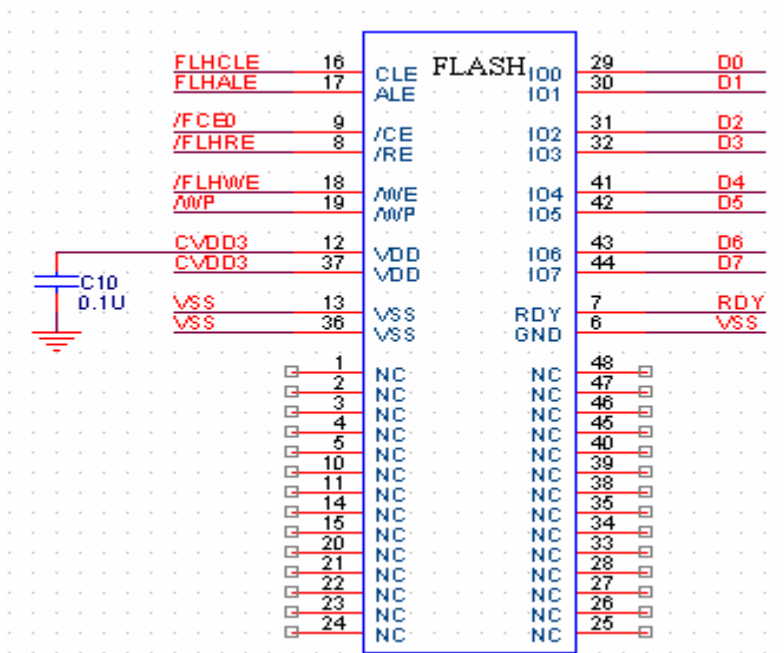 FLHCLE 16 CLE FLASH IO0 29 D0
FLHALE 17 ALE IO1 30 D1
/FCE0 9 /CE IO2 31 D2
/FLHRE 8 /RE IO3 32 D3
/FLHWE 18 /WE IO4 41 D4
/WP 19 /WP IO5 42 D5
CVDD3 12 VDD IO6 43 D6
CVDD3 37 VDD IO7 44 D7
C10
0.1U
VSS 13 VSS RDY 7 RDY
VSS 36 VSS GND 6 VSS
1 NC NC 48
2 NC NC 47
3 NC NC 46
4 NC NC 45
5 NC NC 40
10 NC NC 39
11 NC NC 38
14 NC NC 35
15 NC NC 34
20 NC NC 33
21 NC NC 28
22 NC NC 27
23 NC NC 26
24 NC NC 25